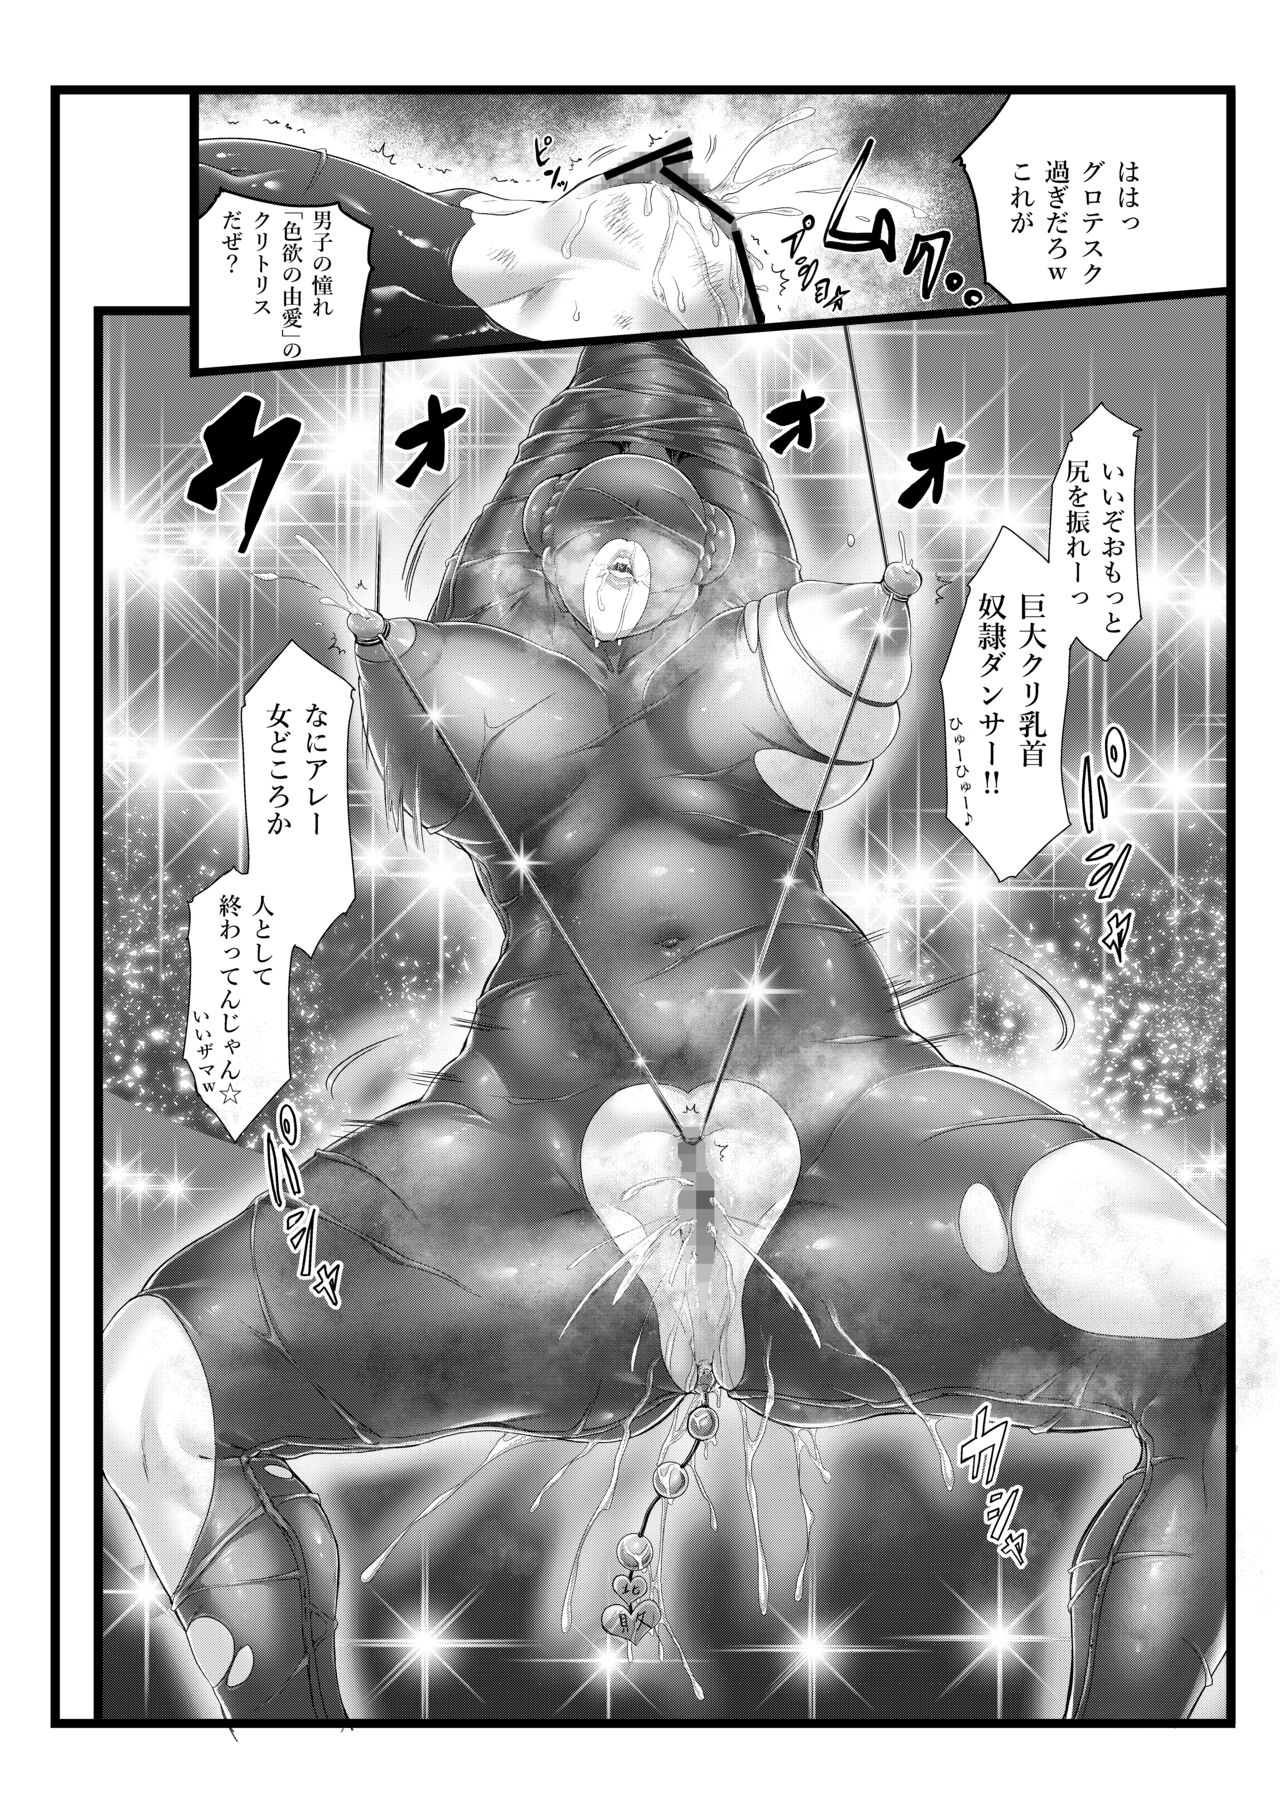 ははっ
グロテスク
過ぎだろw
これが
男子の憧れ
「色欲の由愛」の
クリトリス
だぜ？
ピンッ
ムク
いいぞおもっと
尻を振れーっ
巨大クリ乳首
奴隷ダンサー!!
ひゅーひゅー♪
オ
オ
オ
なにアレー
女どころか
人として
終わってんじゃん☆
いいザマw
パシャ
パシャ
カシャ